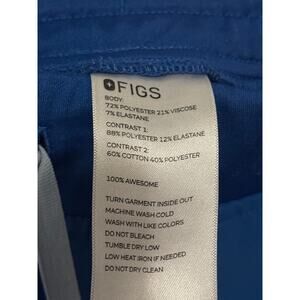 FIGS
BODY:
72% POLYESTER 21% VISCOSE
7% ELASTANE
CONTRAST 1:
88% POLYESTER 12% ELASTANE
CONTRAST 2:
60% COTTON 40% POLYESTER
100% AWESOME
TURN GARMENT INSIDE OUT
MACHINE WASH COLD
WASH WITH LIKE COLORS
DO NOT BLEACH
TUMBLE DRY LOW
LOW HEAT IRON IF NEEDED
DO NOT DRY CLEAN